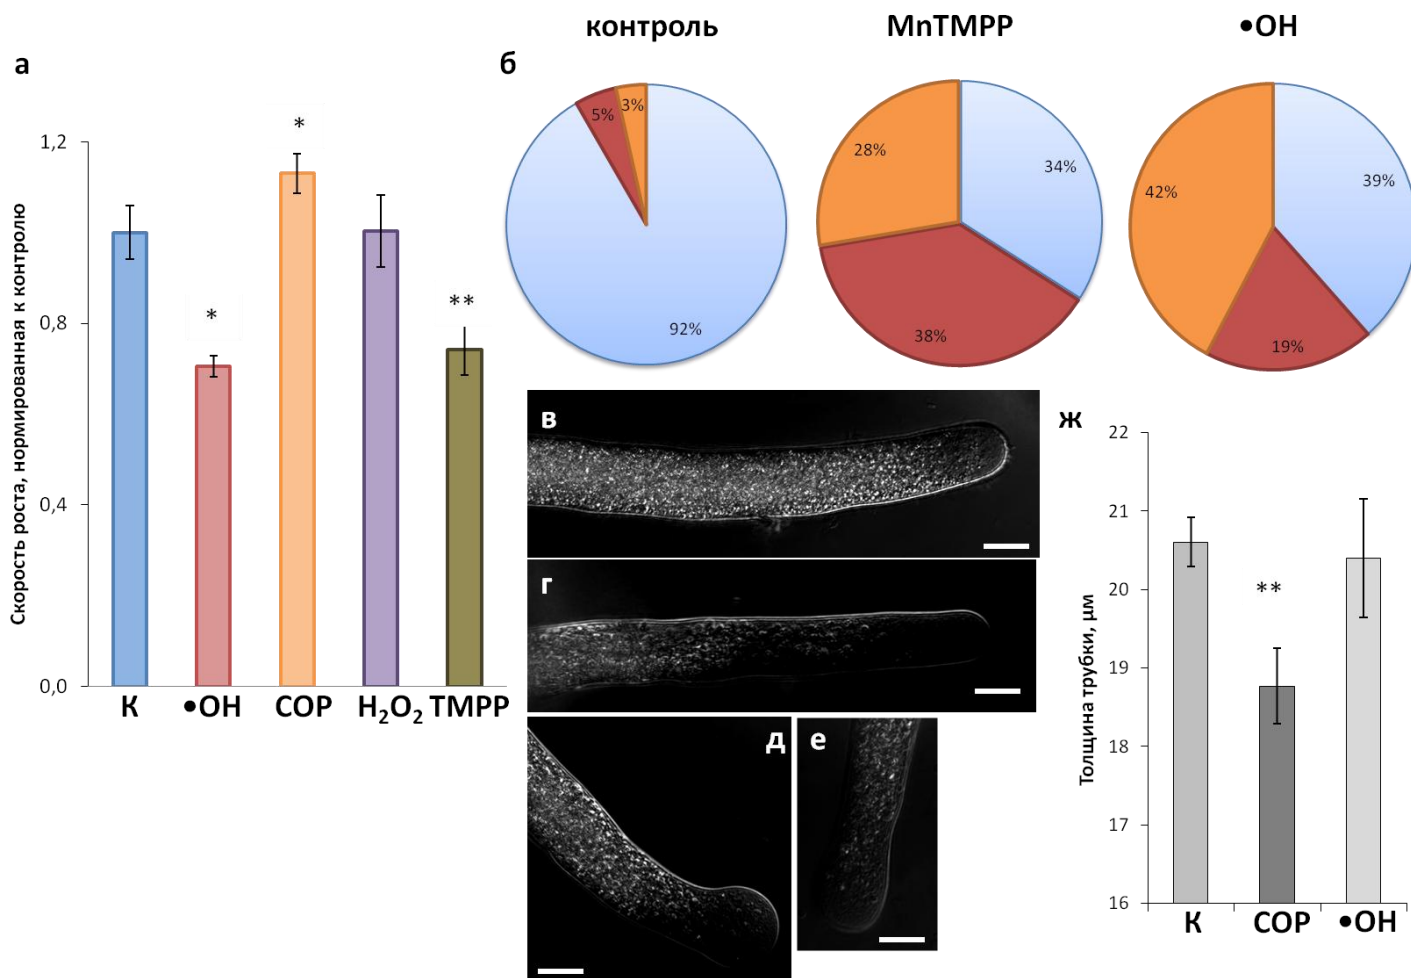 контроль
MnTMPP
•OH
а
б
Скорость роста, нормированная к контролю
1,2
0,8
0,4
0,0
*
*
**
К
•OH
СОР
H₂O₂
TMPP
92%
5%
3%
34%
38%
28%
39%
19%
42%
в
г
д
е
ж
Толщина трубки, µm
22
21
20
19
18
17
16
**
К
СОР
•OH